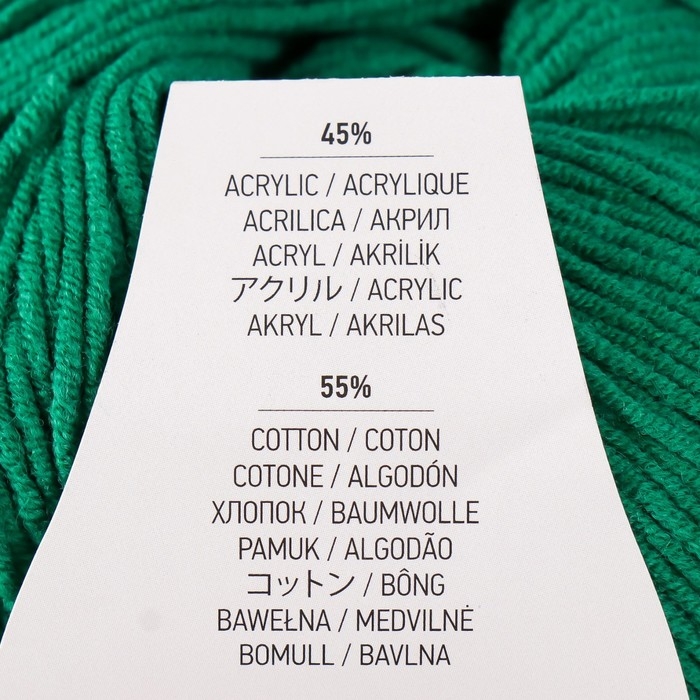 45%
ACRYLIC / ACRYLIQUE
ACRILICA / АКРИЛ
ACRYL / AKRİLİK
アクリル / ACRYLIC
AKRYL / AKRILAS
55%
COTTON / COTON
COTONE / ALGODÓN
ХЛОПОК / BAUMWOLLE
PAMUK / ALGODÃO
コットン / BÔNG
BAWEŁNA / MEDVILNĖ
BOMULL / BAVLNA